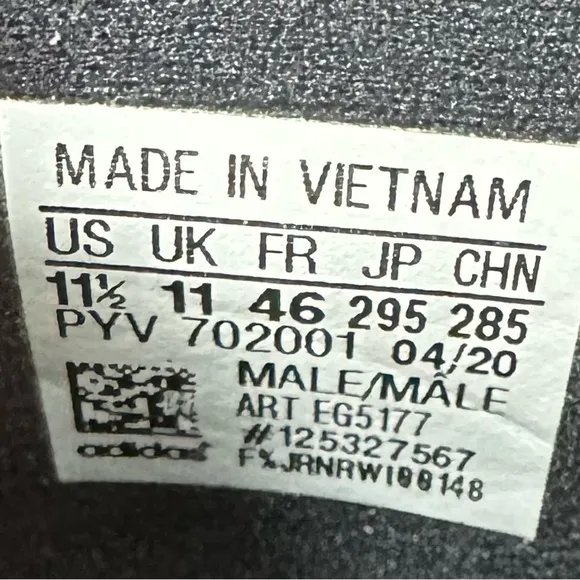 MADE IN VIETNAM
US UK FR JP CHN
11½ 11 46 295 285
PYV 702001 04/20
MALE/MÂLE
ART EG5177
#125327567
adidas